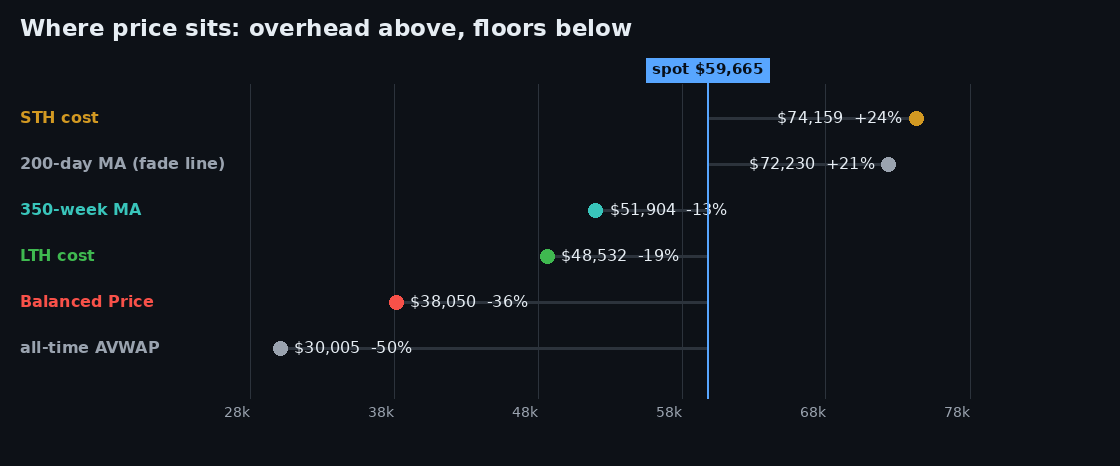 Where price sits: overhead above, floors below
spot $59,665
STH cost $74,159 +24%
200-day MA (fade line) $72,230 +21%
350-week MA $51,904 -13%
LTH cost $48,532 -19%
Balanced Price $38,050 -36%
all-time AVWAP $30,005 -50%
28k 38k 48k 58k 68k 78k